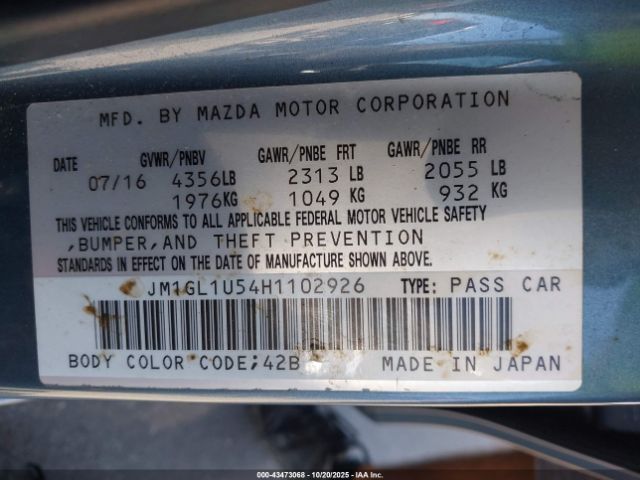 MFD. BY MAZDA MOTOR CORPORATION
DATE GVWR/PNBV GAWR/PNBE FRT GAWR/PNBE RR
07/16 4356LB 2313 LB 2055 LB
1976KG 1049 KG 932 KG
THIS VEHICLE CONFORMS TO ALL APPLICABLE FEDERAL MOTOR VEHICLE SAFETY
,BUMPER,AND THEFT PREVENTION
STANDARDS IN EFFECT ON THE DATE OF MANUFACTURE SHOWN ABOVE.
JM1GL1U54H1102926 TYPE: PASS CAR
BODY COLOR CODE;42B MADE IN JAPAN
00-43473068 • 10/20/2025 • IAAI.COM